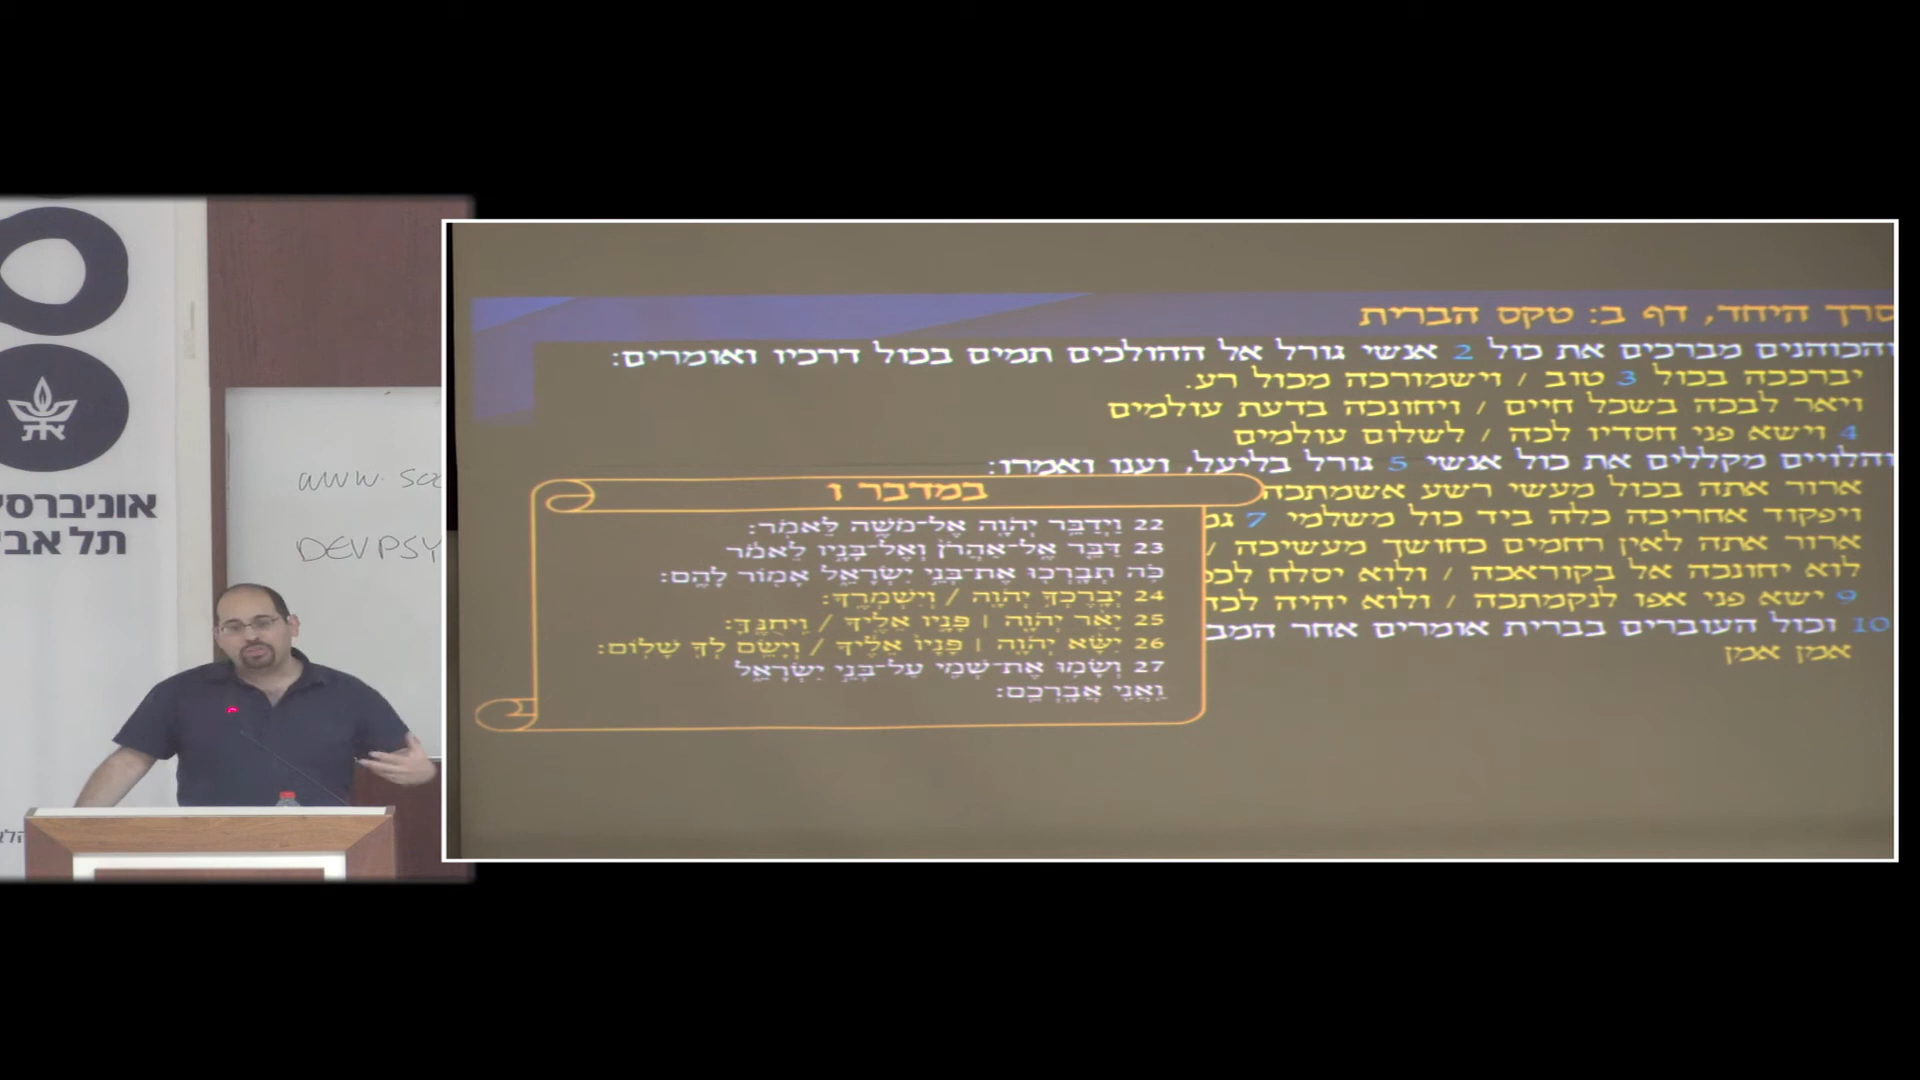 סרך היחד, דף ב: טקס הברית
והכוהנים מברכים את כול 2 אנשי גורל אל ההולכים תמים בכול דרכיו ואומרים:
יברככה בכול 3 טוב / וישמורכה מכול רע.
ויאר לבכה בשכל חיים / ויחונכה בדעת עולמים
4 וישא פני חסדיו לכה / לשלום עולמים
והלויים מקללים את כול אנשי 5 גורל בליעל, וענו ואמרו:
ארור אתה בכול מעשי רשע אשמתכה
ויפקוד אחריכה כלה ביד כול משלמי 7 גמ
ארור אתה לאין רחמים כחושך מעשיכה /
לוא יחונכה אל בקוראכה / ולוא יסלח לכפ
9 ישא פני אפו לנקמתכה / ולוא יהיה לכה
10 וכול העוברים בברית אומרים אחר המב
אמן אמן
במדבר ו
22 וַיְדַבֵּר יְהוָה אֶל־מֹשֶׁה לֵּאמֹר:
23 דַּבֵּר אֶל־אַהֲרֹן וְאֶל־בָּנָיו לֵאמֹר
כֹּה תְבָרְכוּ אֶת־בְּנֵי יִשְׂרָאֵל אָמוֹר לָהֶם:
24 יְבָרֶכְךָ יְהוָה / וְיִשְׁמְרֶךָ:
25 יָאֵר יְהוָה | פָּנָיו אֵלֶיךָ / וִיחֻנֶּךָּ:
26 יִשָּׂא יְהוָה | פָּנָיו אֵלֶיךָ / וְיָשֵׂם לְךָ שָׁלוֹם:
27 וְשָׂמוּ אֶת־שְׁמִי עַל־בְּנֵי יִשְׂרָאֵל
וַאֲנִי אֲבָרְכֵם:
אוניברסי
תל אבי
www. soc
DEVPSY